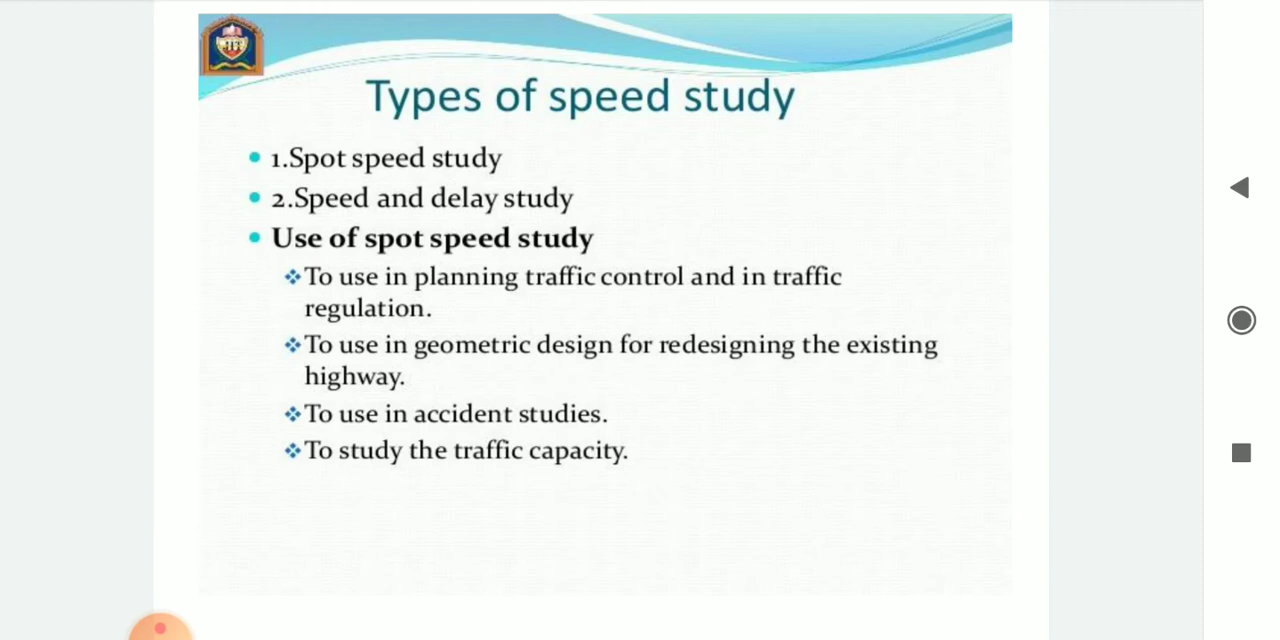 Types of speed study
1.Spot speed study
2.Speed and delay study
Use of spot speed study
To use in planning traffic control and in traffic
regulation.
To use in geometric design for redesigning the existing
highway.
To use in accident studies.
To study the traffic capacity.